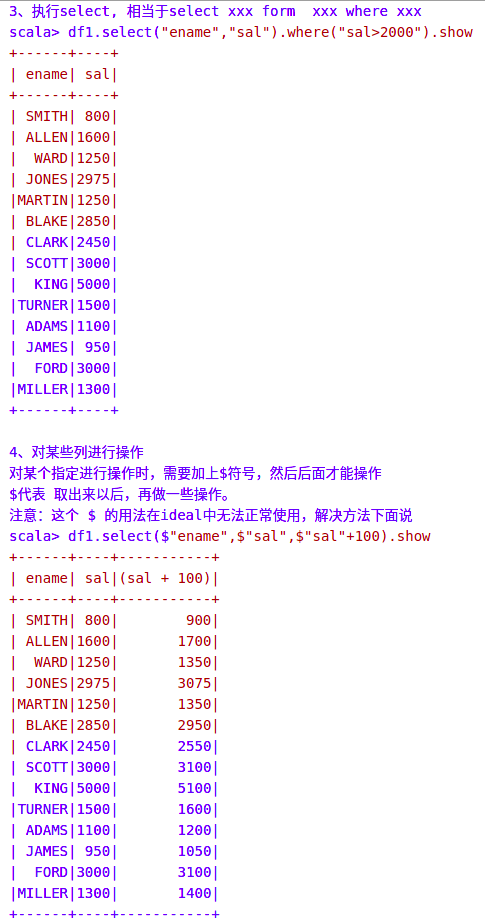 3、执行select, 相当于select xxx form  xxx where xxx
scala> df1.select("ename","sal").where("sal>2000").show
+------+----+
| ename| sal|
+------+----+
| SMITH| 800|
| ALLEN|1600|
|  WARD|1250|
| JONES|2975|
|MARTIN|1250|
| BLAKE|2850|
| CLARK|2450|
| SCOTT|3000|
|  KING|5000|
|TURNER|1500|
| ADAMS|1100|
| JAMES| 950|
|  FORD|3000|
|MILLER|1300|
+------+----+
4、对某些列进行操作
对某个指定进行操作时，需要加上$符号，然后后面才能操作
$代表 取出来以后，再做一些操作。
注意：这个 $ 的用法在ideal中无法正常使用，解决方法下面说
scala> df1.select($"ename",$"sal",$"sal"+100).show
+------+----+-----------+
| ename| sal|(sal + 100)|
+------+----+-----------+
| SMITH| 800|        900|
| ALLEN|1600|       1700|
|  WARD|1250|       1350|
| JONES|2975|       3075|
|MARTIN|1250|       1350|
| BLAKE|2850|       2950|
| CLARK|2450|       2550|
| SCOTT|3000|       3100|
|  KING|5000|       5100|
|TURNER|1500|       1600|
| ADAMS|1100|       1200|
| JAMES| 950|       1050|
|  FORD|3000|       3100|
|MILLER|1300|       1400|
+------+----+-----------+